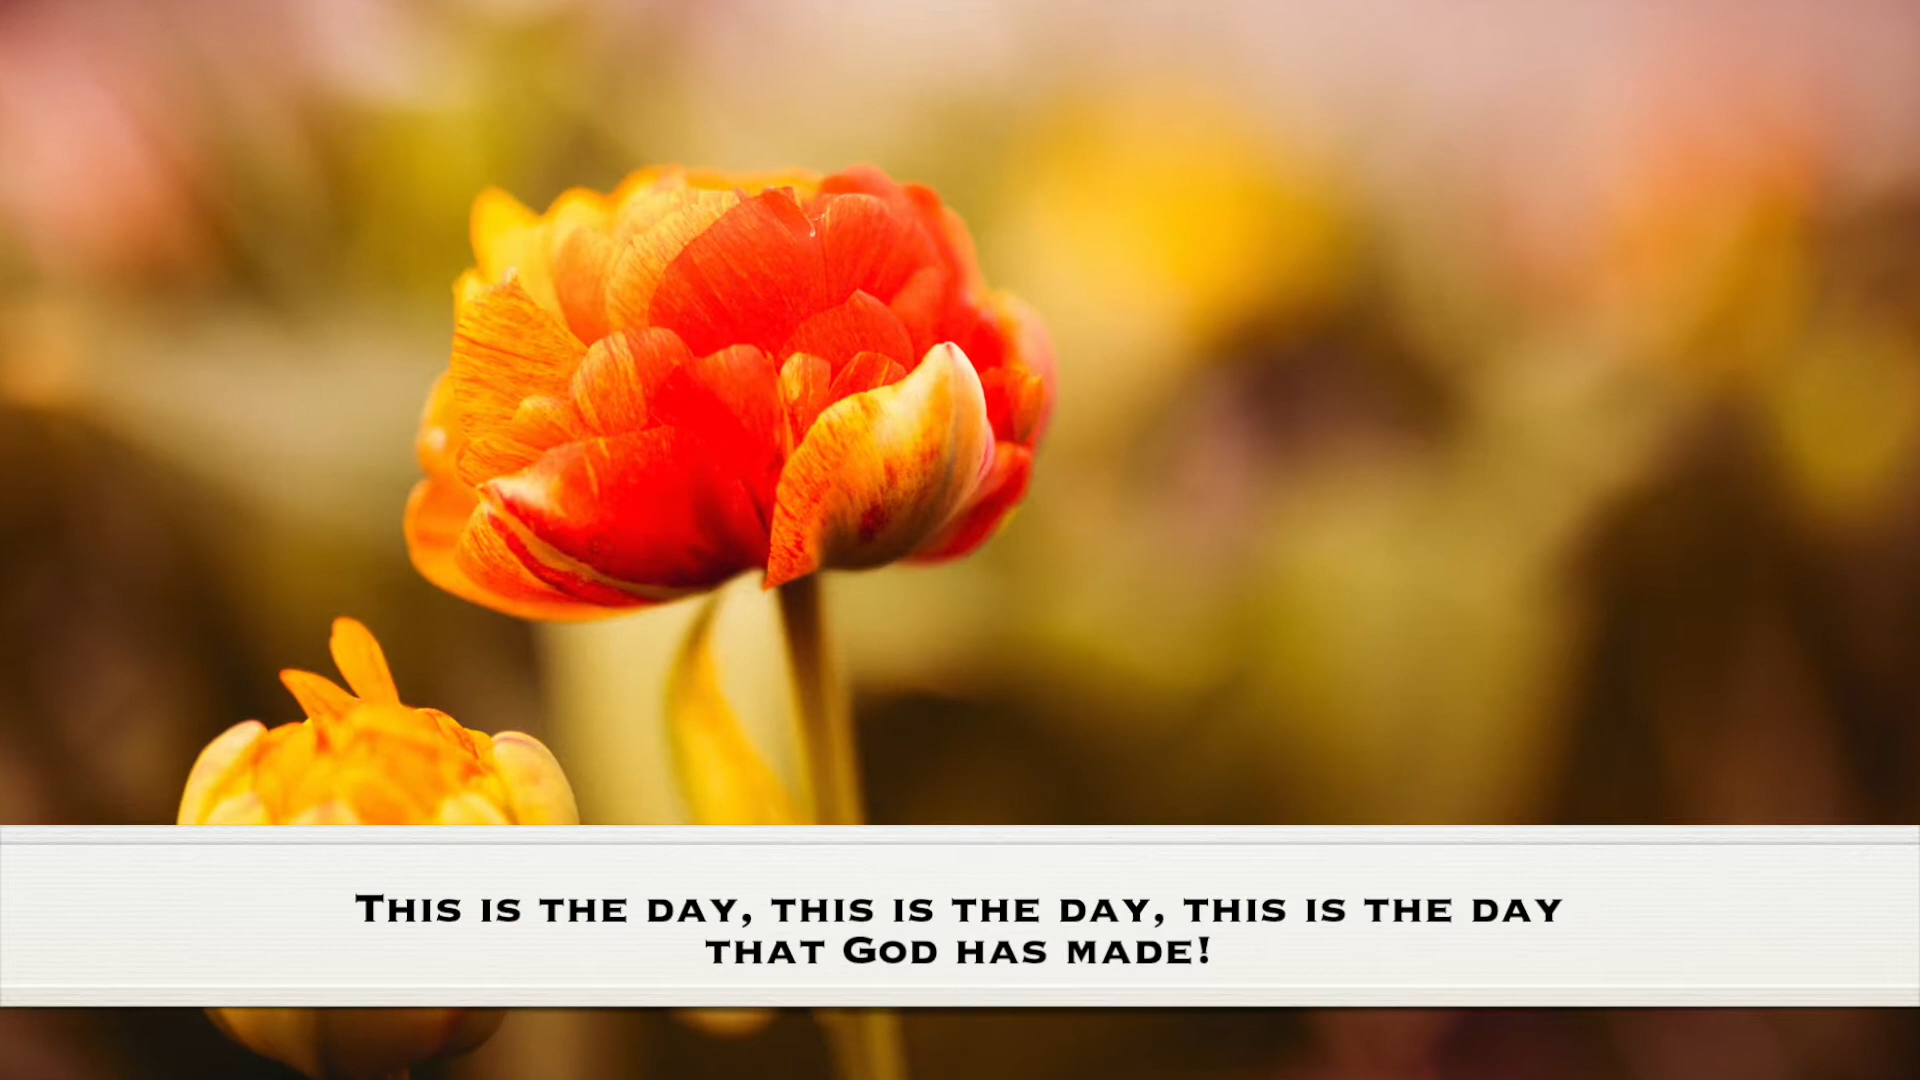 This is the day, this is the day, this is the day
that God has made!